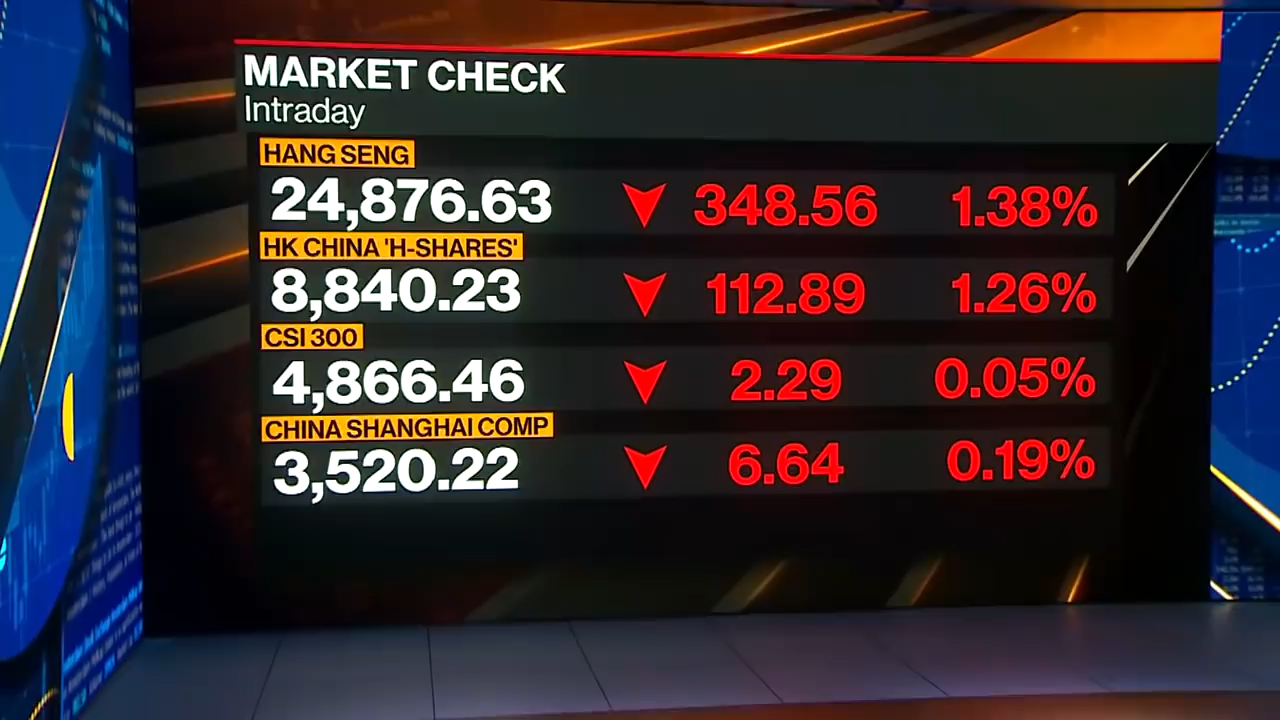 MARKET CHECK
Intraday
HANG SENG
24,876.63 348.56 1.38%
HK CHINA 'H-SHARES'
8,840.23 112.89 1.26%
CSI 300
4,866.46 2.29 0.05%
CHINA SHANGHAI COMP
3,520.22 6.64 0.19%